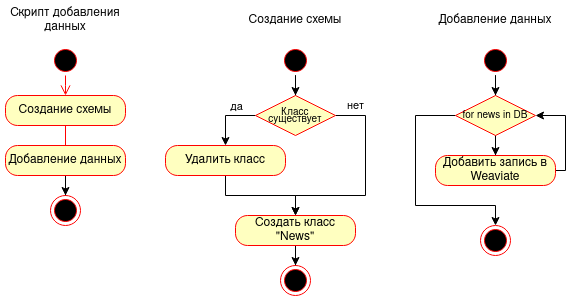 Скрипт добавления
данных
Создание схемы
Добавление данных
Создание схемы
Класс
существует
да
нет
Удалить класс
Создать класс
"News"
Добавление данных
for news in DB
Добавить запись в
Weaviate